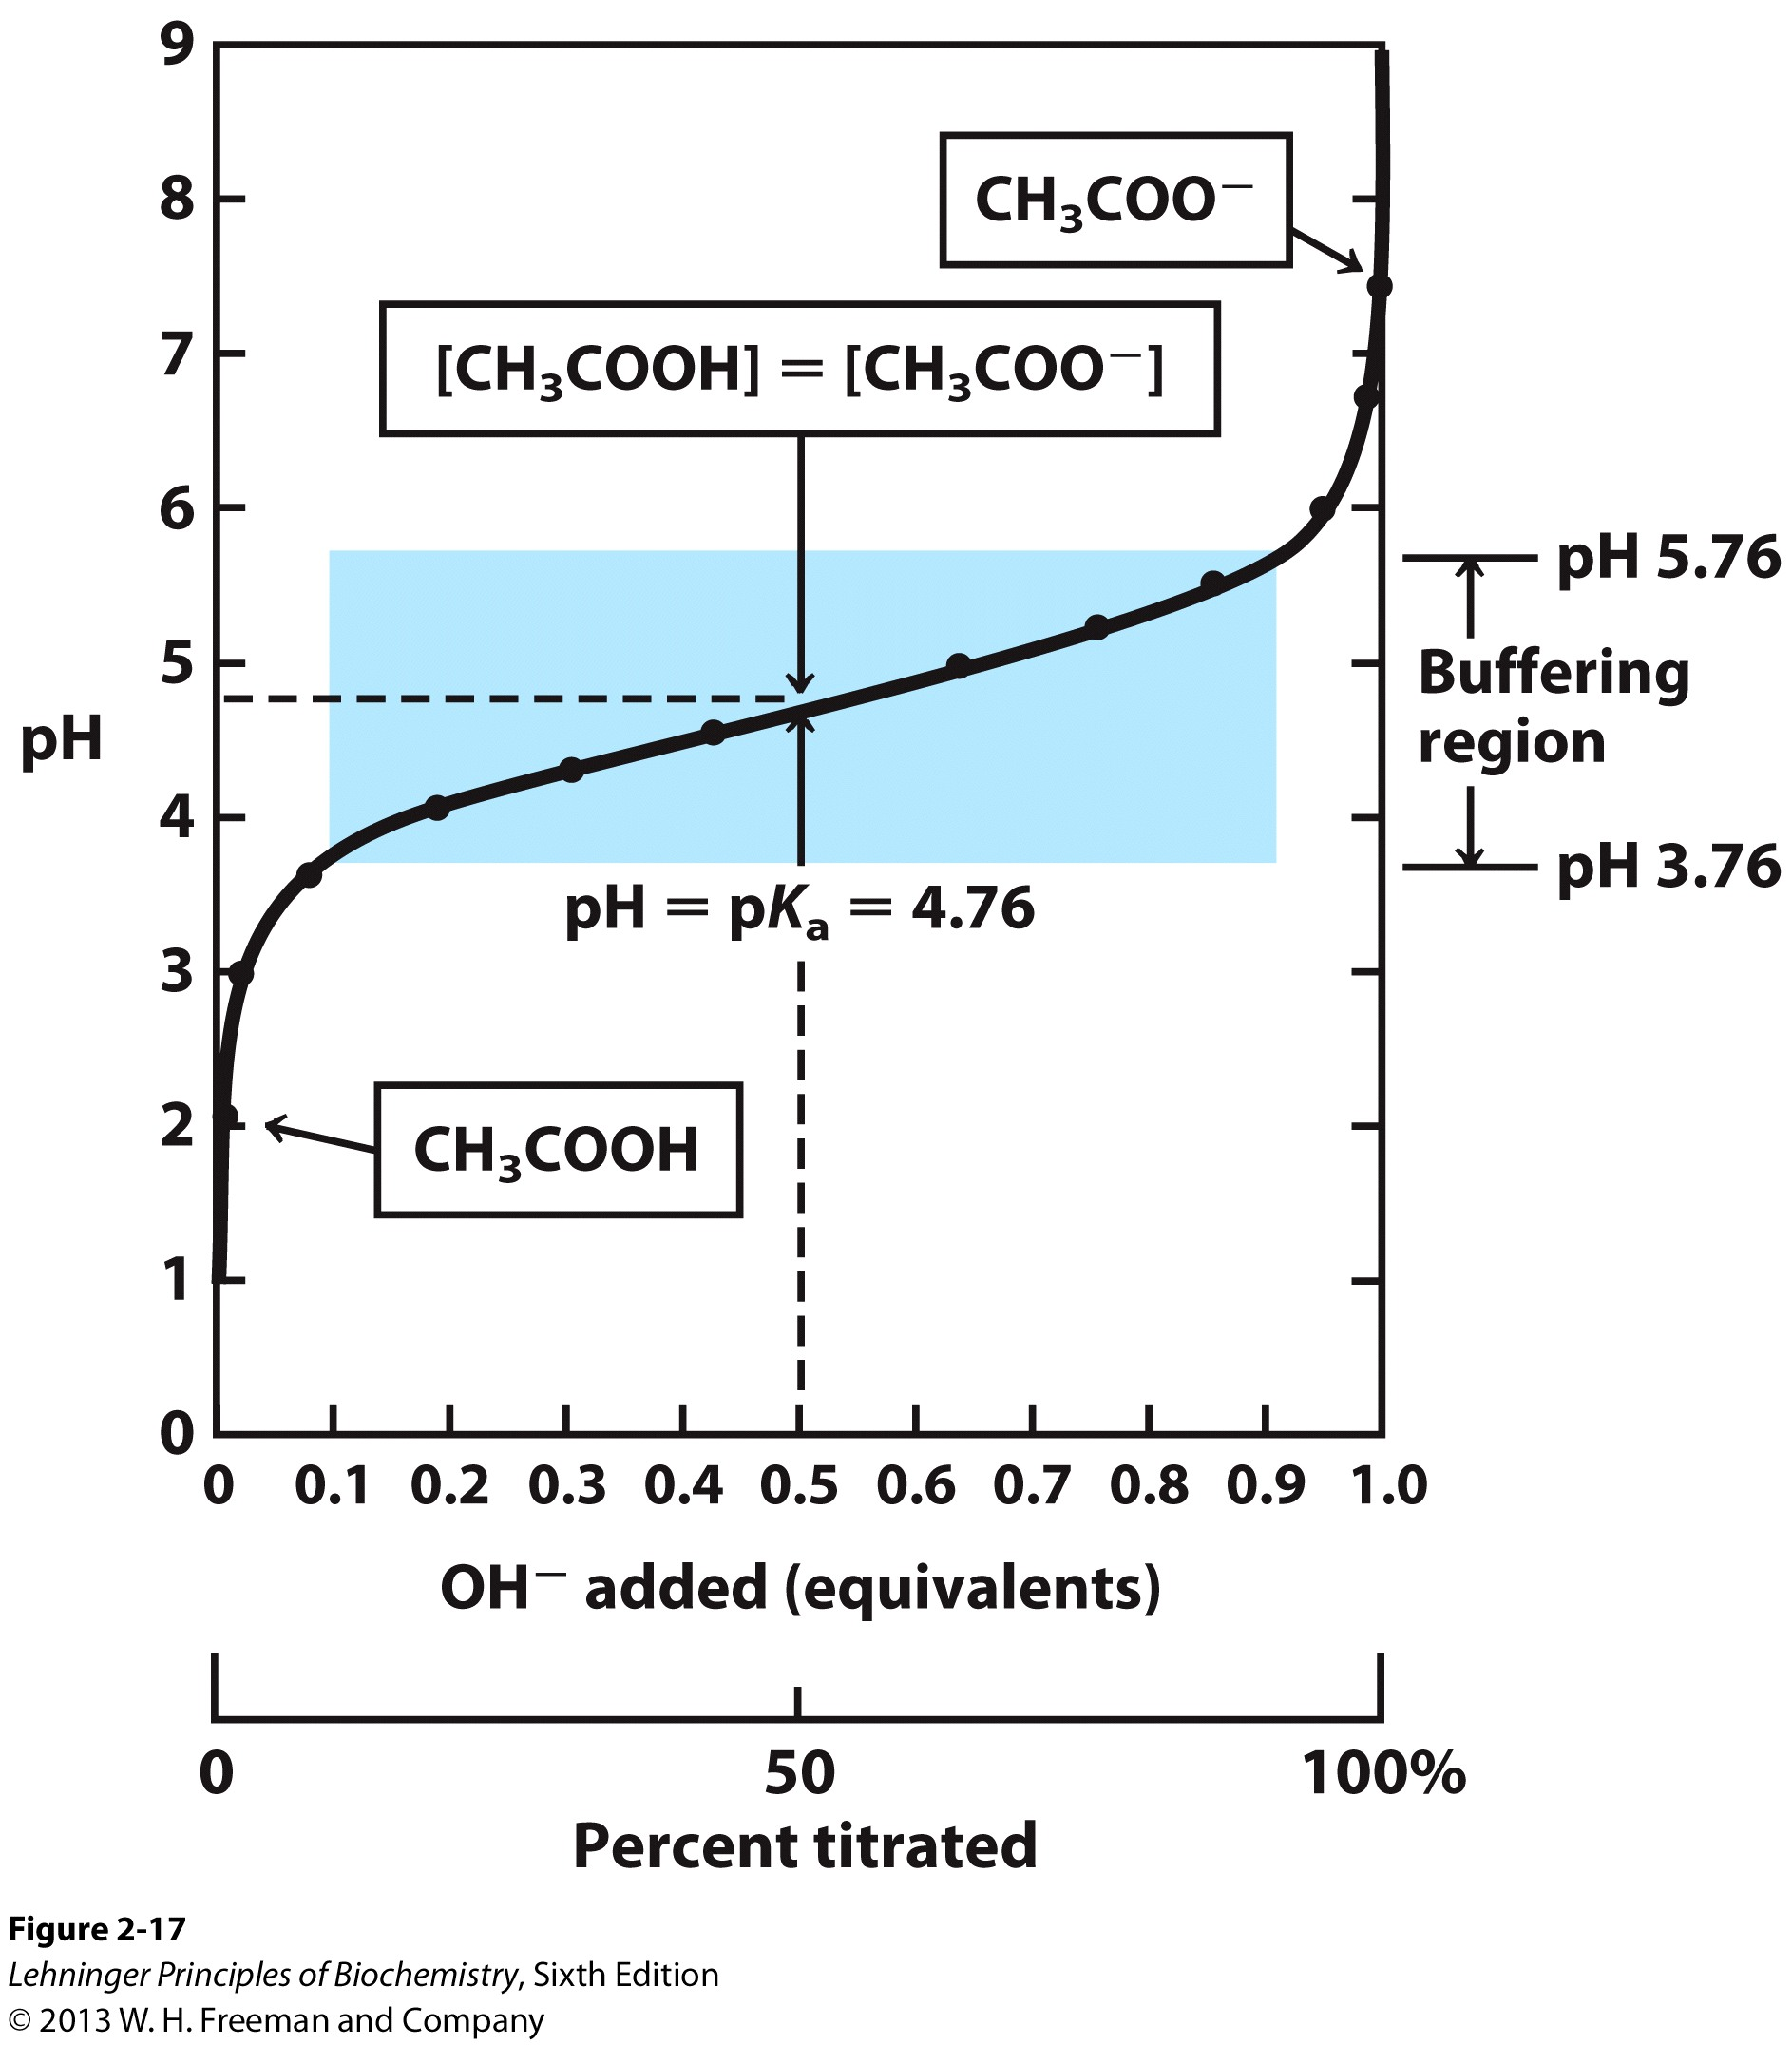 9
8
7
6
5
4
3
2
1
0
pH
CH₃COO⁻
[CH₃COOH] = [CH₃COO⁻]
pH 5.76
Buffering
region
pH 3.76
pH = pKₐ = 4.76
CH₃COOH
0 0.1 0.2 0.3 0.4 0.5 0.6 0.7 0.8 0.9 1.0
OH⁻ added (equivalents)
0 50 100%
Percent titrated
Figure 2-17
Lehninger Principles of Biochemistry, Sixth Edition
© 2013 W. H. Freeman and Company